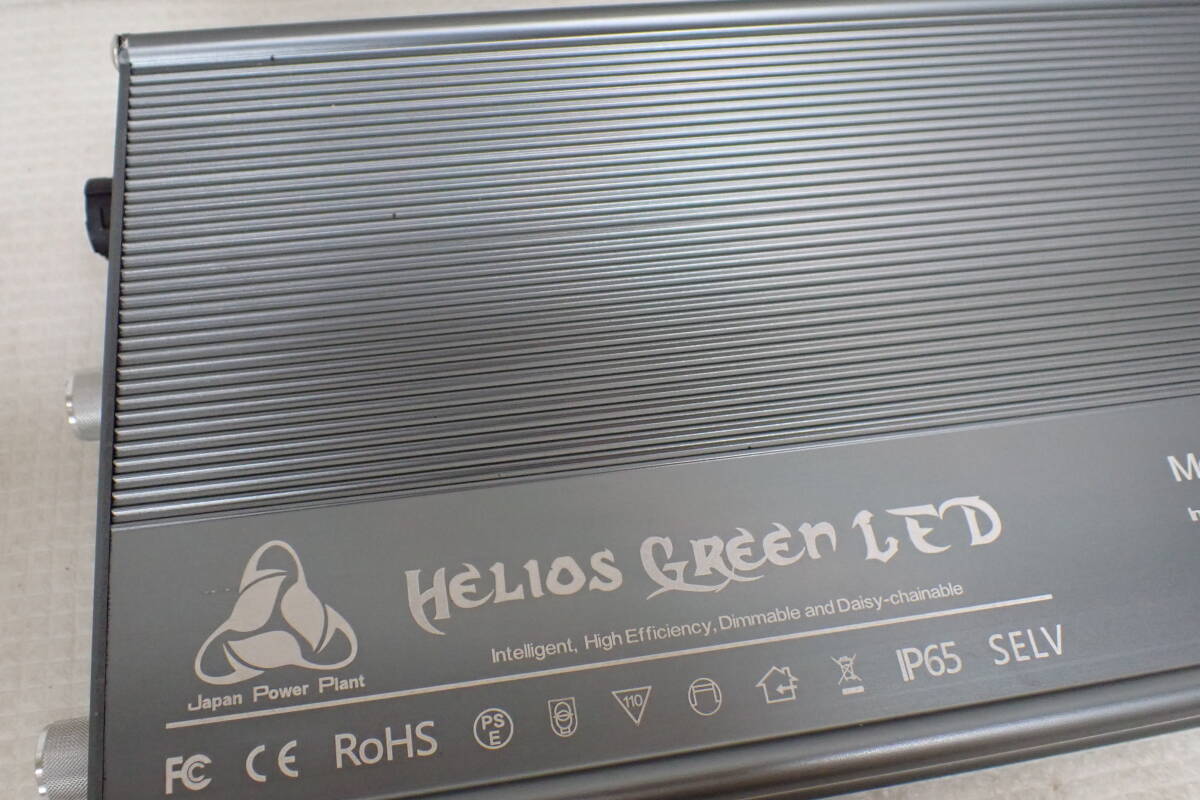 HELIOS GREEN LED
Intelligent, High Efficiency, Dimmable and Daisy-chainable
Japan Power Plant
FC CE RoHS PSE 110 IP65 SELV